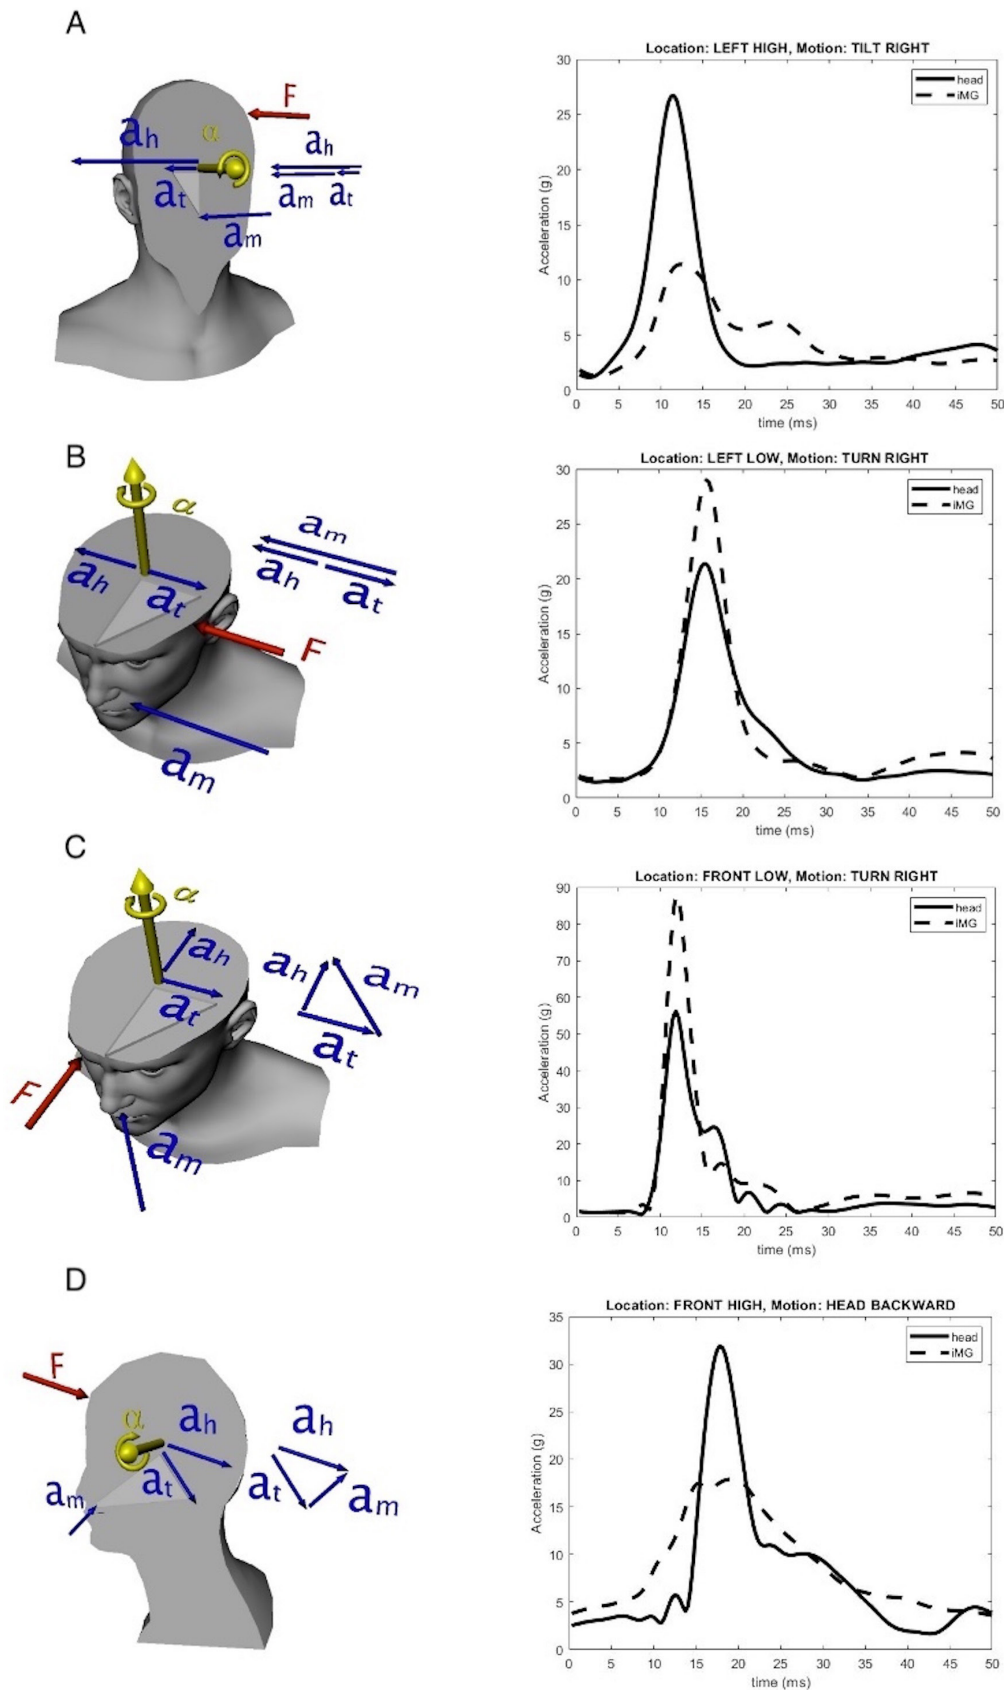 A
F
ah
α
ah
at
am
at
am
Location: LEFT HIGH, Motion: TILT RIGHT
head
iMG
Acceleration (g)
30
25
20
15
10
5
0
0 5 10 15 20 25 30 35 40 45 50
time (ms)
B
α
am
ah
ah
at
at
F
am
Location: LEFT LOW, Motion: TURN RIGHT
head
iMG
Acceleration (g)
30
25
20
15
10
5
0
0 5 10 15 20 25 30 35 40 45 50
time (ms)
C
α
ah
ah
am
at
at
F
am
Location: FRONT LOW, Motion: TURN RIGHT
head
iMG
Acceleration (g)
90
80
70
60
50
40
30
20
10
0
0 5 10 15 20 25 30 35 40 45 50
time (ms)
D
F
α
ah
ah
at
at
am
am
Location: FRONT HIGH, Motion: HEAD BACKWARD
head
iMG
Acceleration (g)
35
30
25
20
15
10
5
0
0 5 10 15 20 25 30 35 40 45 50
time (ms)